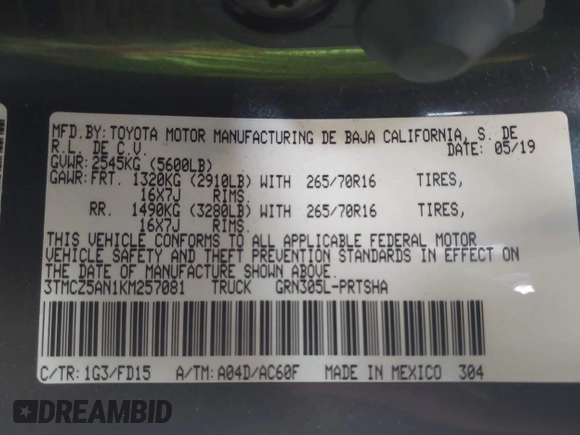 MFD.BY: TOYOTA MOTOR MANUFACTURING DE BAJA CALIFORNIA, S. DE
R.L. DE C.V. DATE: 05/19
GVWR: 2545KG (5600LB)
GAWR: FRT. 1320KG (2910LB) WITH 265/70R16 TIRES,
16X7J RIMS.
RR. 1490KG (3280LB) WITH 265/70R16 TIRES,
16X7J RIMS.
THIS VEHICLE CONFORMS TO ALL APPLICABLE FEDERAL MOTOR
VEHICLE SAFETY AND THEFT PREVENTION STANDARDS IN EFFECT ON
THE DATE OF MANUFACTURE SHOWN ABOVE.
3TMCZ5AN1KM257081 TRUCK GRN305L-PRTSHA
C/TR: 1G3/FD15 A/TM: A04D/AC60F MADE IN MEXICO 304
DREAMBID